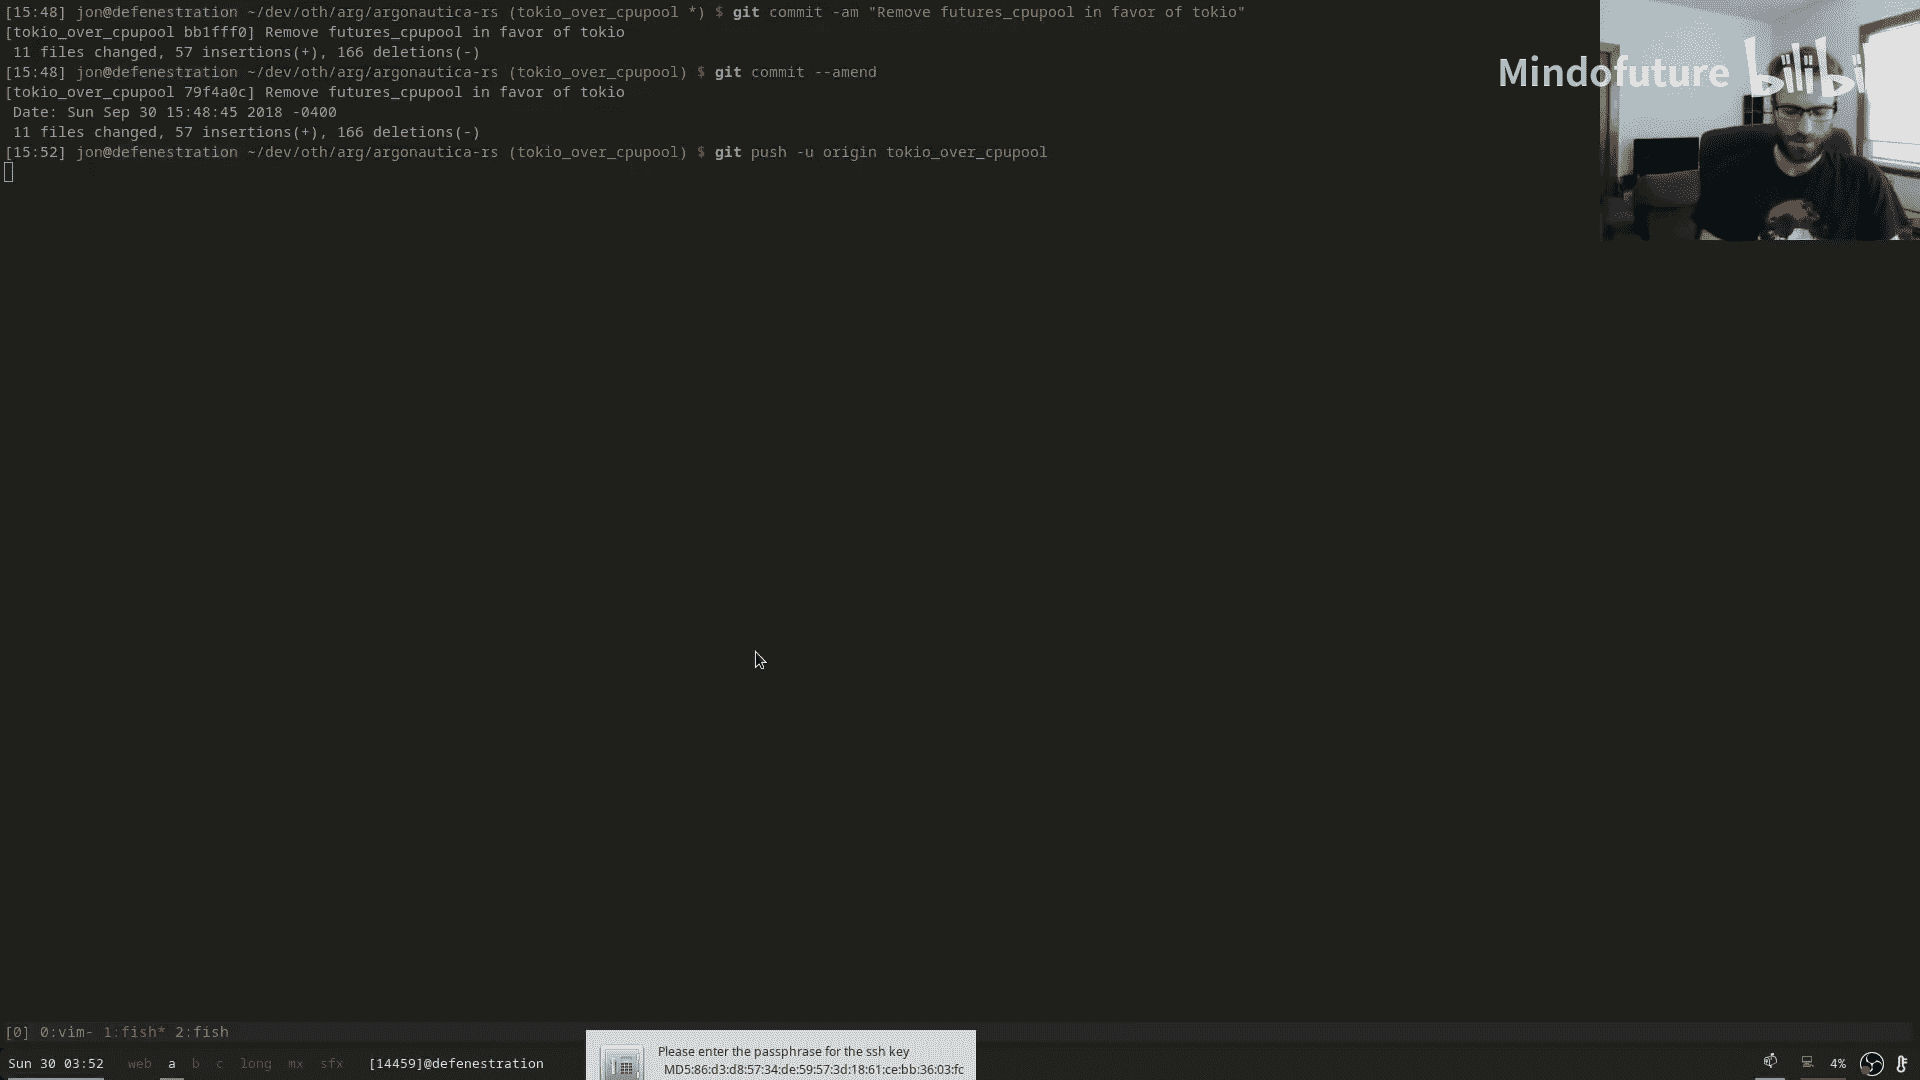 [15:48] jon@defenestration ~/dev/oth/arg/argonautica-rs (tokio_over_cpupool *) $ git commit -am "Remove futures_cpupool in favor of tokio"
[tokio_over_cpupool bb1fff0] Remove futures_cpupool in favor of tokio
11 files changed, 57 insertions(+), 166 deletions(-)
[15:48] jon@defenestration ~/dev/oth/arg/argonautica-rs (tokio_over_cpupool) $ git commit --amend
[tokio_over_cpupool 79f4a0c] Remove futures_cpupool in favor of tokio
Date: Sun Sep 30 15:48:45 2018 -0400
11 files changed, 57 insertions(+), 166 deletions(-)
[15:52] jon@defenestration ~/dev/oth/arg/argonautica-rs (tokio_over_cpupool) $ git push -u origin tokio_over_cpupool
Mindofuture bilibili
[0] 0:vim- 1:fish* 2:fish
Please enter the passphrase for the ssh key
MD5:86:d3:d8:57:34:de:59:57:3d:18:61:ce:bb:36:03:fc
Sun 30 03:52 web a b c long mx sfx [14459]@defenestration 4%